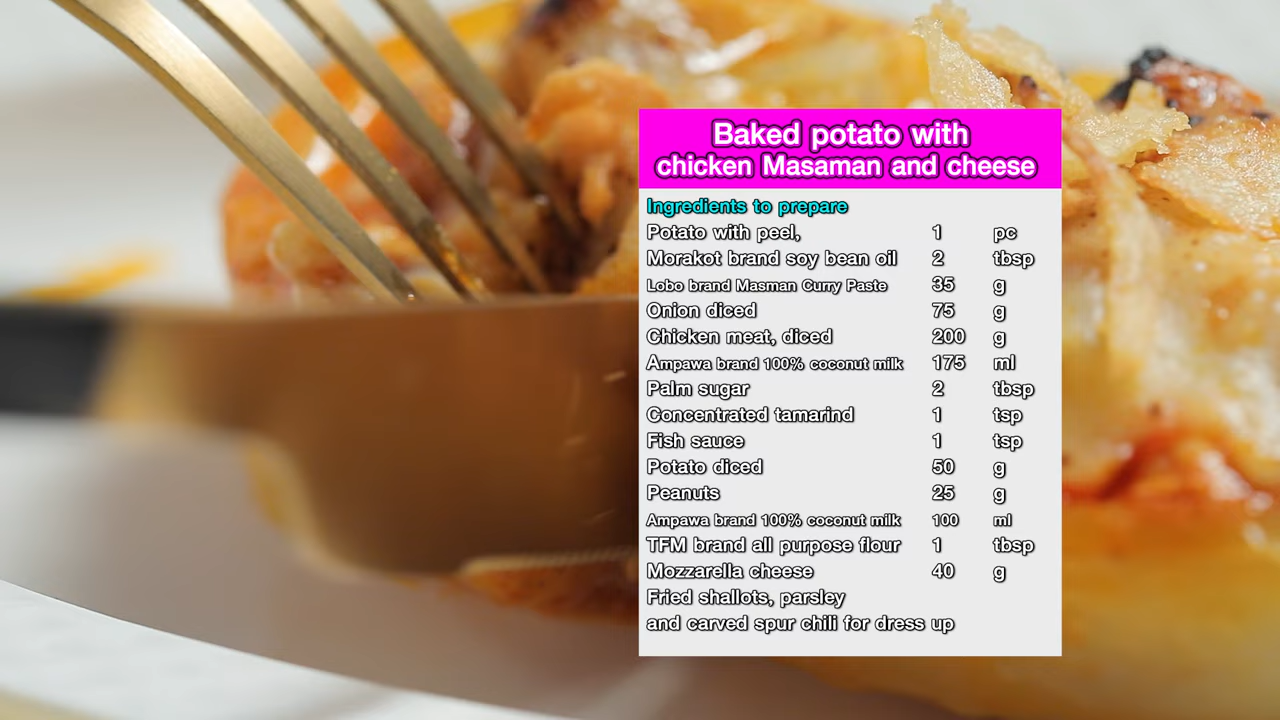 Baked potato with
chicken Masaman and cheese
Ingredients to prepare
Potato with peel, 1 pc
Morakot brand soy bean oil 2 tbsp
Lobo brand Masman Curry Paste 35 g
Onion diced 75 g
Chicken meat, diced 200 g
Ampawa brand 100% coconut milk 175 ml
Palm sugar 2 tbsp
Concentrated tamarind 1 tsp
Fish sauce 1 tsp
Potato diced 50 g
Peanuts 25 g
Ampawa brand 100% coconut milk 100 ml
TFM brand all purpose flour 1 tbsp
Mozzarella cheese 40 g
Fried shallots, parsley
and carved spur chili for dress up